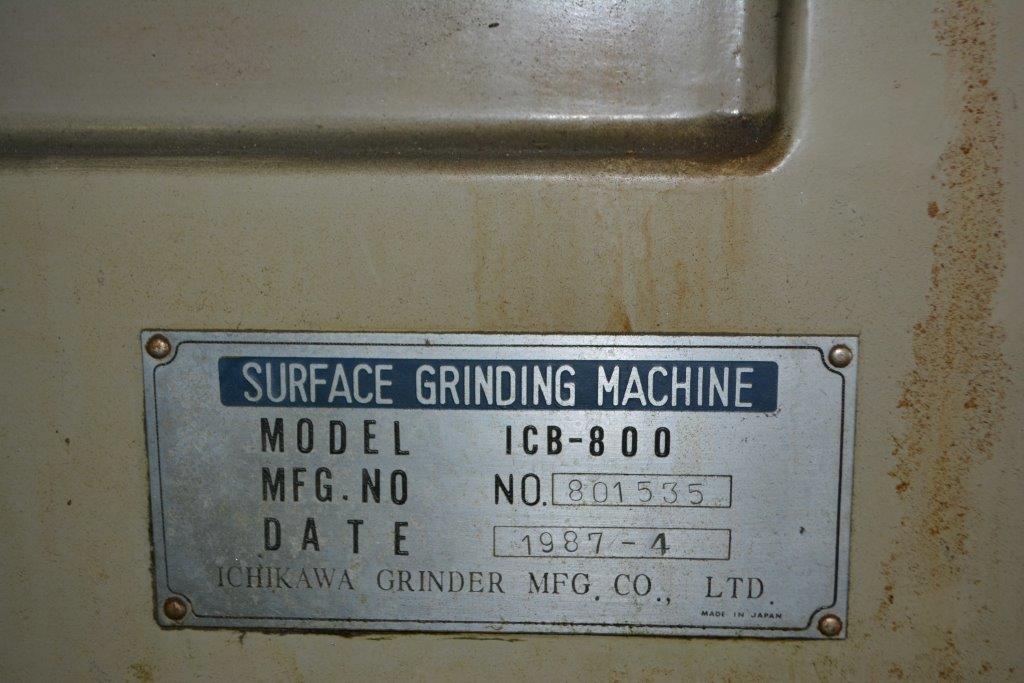 SURFACE GRINDING MACHINE
MODEL ICB-800
MFG.NO NO. 801535
DATE 1987-4
ICHIKAWA GRINDER MFG. CO., LTD.
MADE IN JAPAN